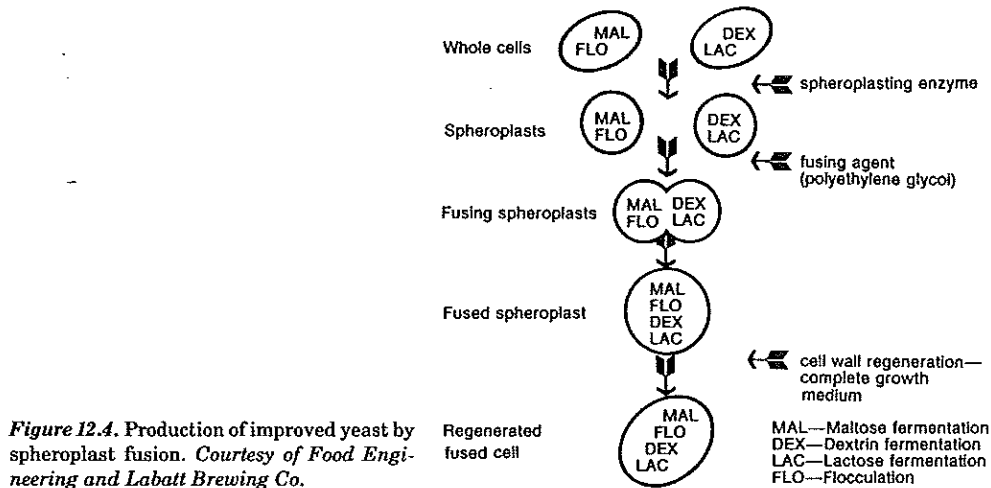 Whole cells
MAL
FLO
DEX
LAC
spheroplasting enzyme
Spheroplasts
MAL
FLO
DEX
LAC
fusing agent
(polyethylene glycol)
Fusing spheroplasts
MAL
FLO
DEX
LAC
Fused spheroplast
MAL
FLO
DEX
LAC
cell wall regeneration—
complete growth
medium
Regenerated
fused cell
MAL
FLO
DEX
LAC
MAL—Maltose fermentation
DEX—Dextrin fermentation
LAC—Lactose fermentation
FLO—Flocculation
Figure 12.4. Production of improved yeast by
spheroplast fusion. Courtesy of Food Engi-
neering and Labatt Brewing Co.